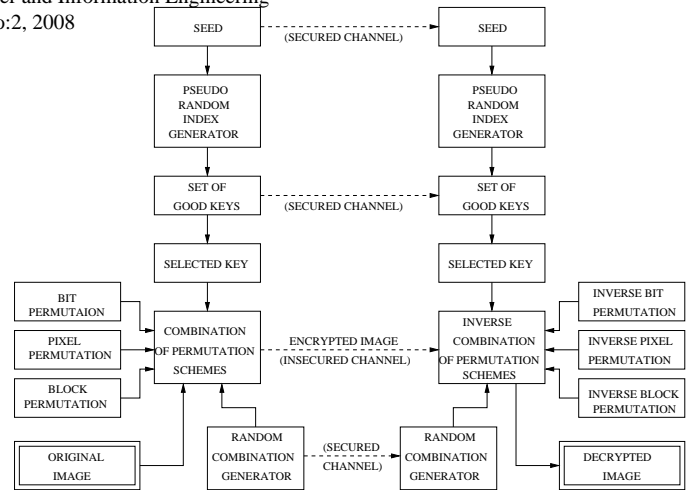 er and Information Engineering
o:2, 2008
SEED
(SECURED CHANNEL)
SEED
PSEUDO
RANDOM
INDEX
GENERATOR
PSEUDO
RANDOM
INDEX
GENERATOR
SET OF
GOOD KEYS
(SECURED CHANNEL)
SET OF
GOOD KEYS
SELECTED KEY
SELECTED KEY
BIT
PERMUTAION
PIXEL
PERMUTATION
BLOCK
PERMUTATION
COMBINATION
OF PERMUTATION
SCHEMES
ENCRYPTED IMAGE
(INSECURED CHANNEL)
INVERSE
COMBINATION
OF PERMUTATION
SCHEMES
INVERSE BIT
PERMUTATION
INVERSE PIXEL
PERMUTATION
INVERSE BLOCK
PERMUTATION
ORIGINAL
IMAGE
RANDOM
COMBINATION
GENERATOR
(SECURED
CHANNEL)
RANDOM
COMBINATION
GENERATOR
DECRYPTED
IMAGE